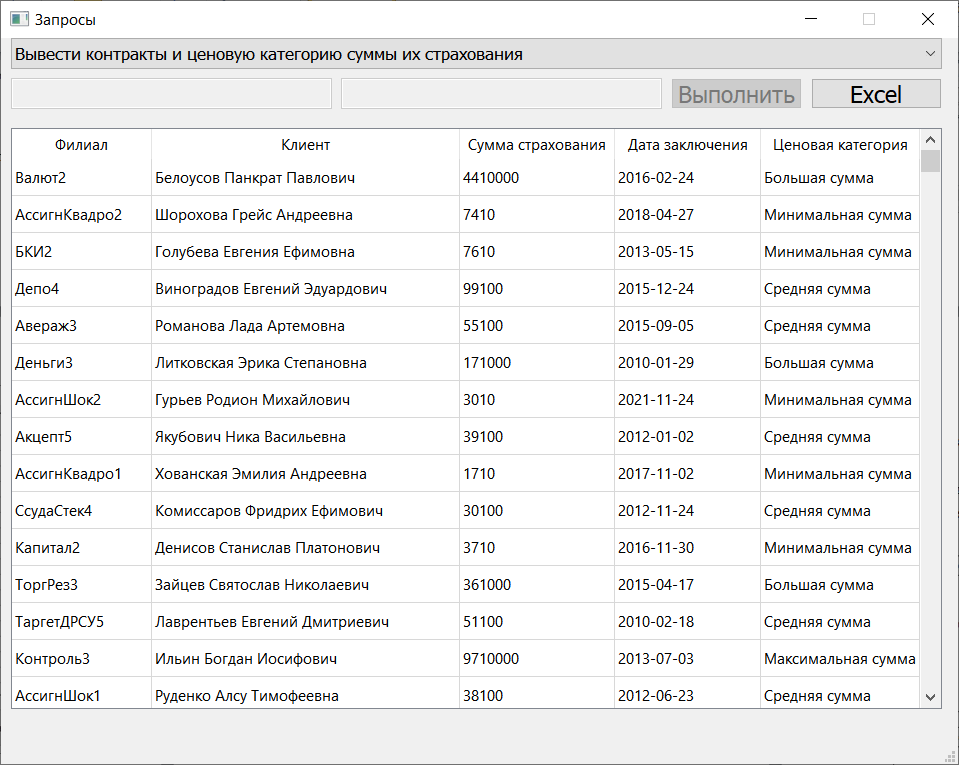 Запросы
Вывести контракты и ценовую категорию суммы их страхования
Выполнить Excel
Филиал Клиент Сумма страхования Дата заключения Ценовая категория
Валют2 Белоусов Панкрат Павлович 4410000 2016-02-24 Большая сумма
АссигнКвадро2 Шорохова Грейс Андреевна 7410 2018-04-27 Минимальная сумма
БКИ2 Голубева Евгения Ефимовна 7610 2013-05-15 Минимальная сумма
Депо4 Виноградов Евгений Эдуардович 99100 2015-12-24 Средняя сумма
Авераж3 Романова Лада Артемовна 55100 2015-09-05 Средняя сумма
Деньги3 Литковская Эрика Степановна 171000 2010-01-29 Большая сумма
АссигнШок2 Гурьев Родион Михайлович 3010 2021-11-24 Минимальная сумма
Акцепт5 Якубович Ника Васильевна 39100 2012-01-02 Средняя сумма
АссигнКвадро1 Хованская Эмилия Андреевна 1710 2017-11-02 Минимальная сумма
СсудаСтек4 Комиссаров Фридрих Ефимович 30100 2012-11-24 Средняя сумма
Капитал2 Денисов Станислав Платонович 3710 2016-11-30 Минимальная сумма
ТоргРез3 Зайцев Святослав Николаевич 361000 2015-04-17 Большая сумма
ТаргетДРСУ5 Лаврентьев Евгений Дмитриевич 51100 2010-02-18 Средняя сумма
Контроль3 Ильин Богдан Иосифович 9710000 2013-07-03 Максимальная сумма
АссигнШок1 Руденко Алсу Тимофеевна 38100 2012-06-23 Средняя сумма